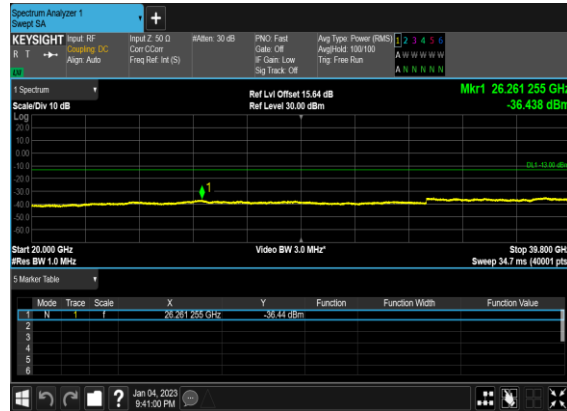 Spectrum Analyzer 1
Swept SA
+
KEYSIGHT Input: RF Input Z: 50 Ω #Atten: 30 dB PNO: Fast Avg Type: Power (RMS) 1 2 3 4 5 6
R T Coupling: DC Corr CCorr Gate: Off Avg|Hold: 100/100 A W W W W W
Align: Auto Freq Ref: Int (S) IF Gain: Low Trig: Free Run
Sig Track: Off A N N N N N
1 Spectrum Ref Lvl Offset 15.64 dB Mkr1 26.261 255 GHz
Scale/Div 10 dB Ref Level 30.00 dBm -36.438 dBm
Log
20.0
10.0
0.00
-10.0 DL1 -13.00 dBm
-20.0
-30.0 1
-40.0
-50.0
-60.0
Start 20.000 GHz Video BW 3.0 MHz* Stop 39.800 GHz
#Res BW 1.0 MHz Sweep 34.7 ms (40001 pts)
5 Marker Table
Mode Trace Scale X Y Function Function Width Function Value
1 N 1 f 26.261 255 GHz -36.44 dBm
2
3
4
5
6
? Jan 04, 2023
9:41:00 PM